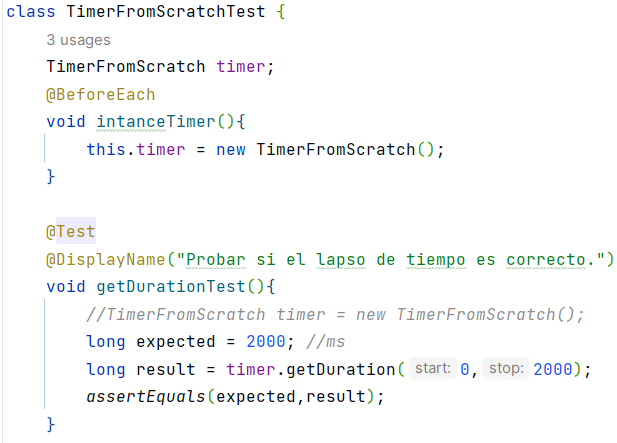 class TimerFromScratchTest {
3 usages
TimerFromScratch timer;
@BeforeEach
void intanceTimer(){
this.timer = new TimerFromScratch();
}
@Test
@DisplayName("Probar si el lapso de tiempo es correcto.")
void getDurationTest(){
//TimerFromScratch timer = new TimerFromScratch();
long expected = 2000; //ms
long result = timer.getDuration( start: 0, stop: 2000);
assertEquals(expected,result);
}